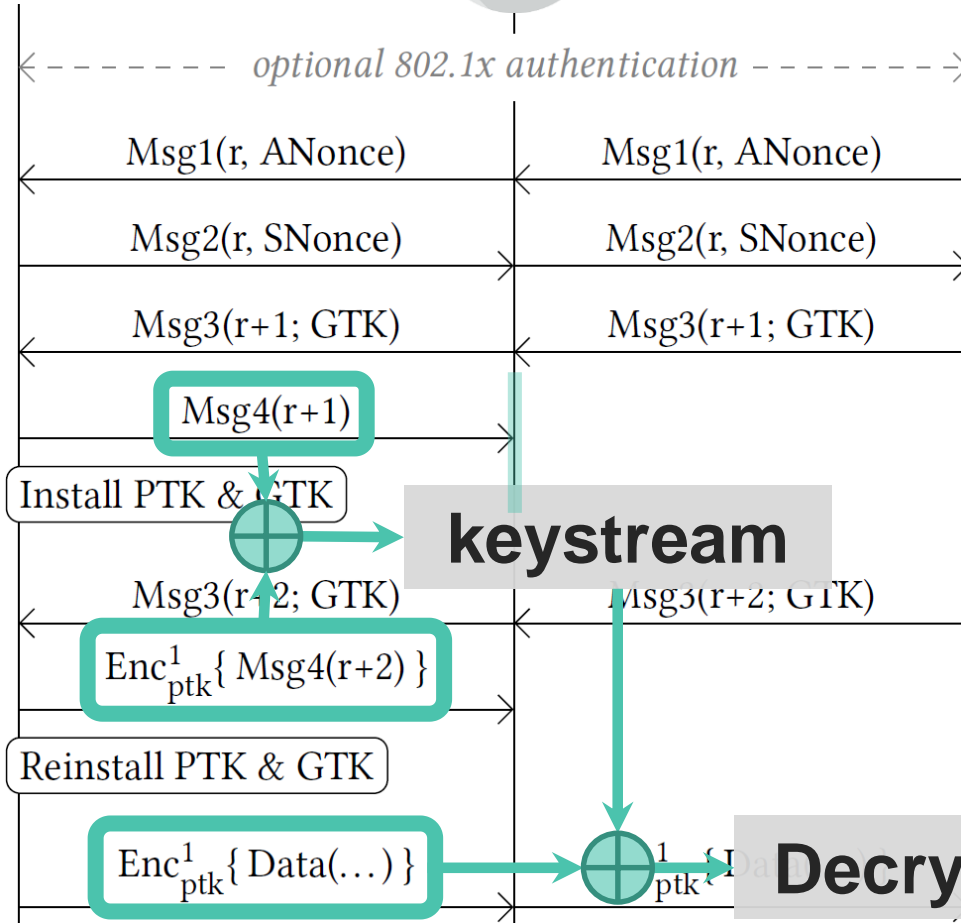 optional 802.1x authentication
Msg1(r, ANonce) Msg1(r, ANonce)
Msg2(r, SNonce) Msg2(r, SNonce)
Msg3(r+1; GTK) Msg3(r+1; GTK)
Msg4(r+1)
Install PTK & GTK
keystream
Msg3(r+2; GTK) Msg3(r+2; GTK)
Enc¹ptk{ Msg4(r+2) }
Reinstall PTK & GTK
Enc¹ptk{ Data(…) } ¹ptk{ Data
Decry